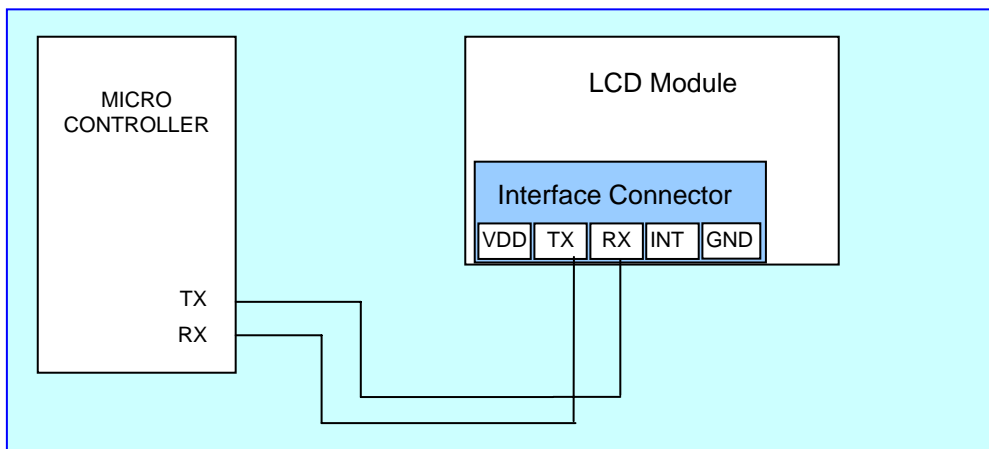 MICRO
CONTROLLER
TX
RX
LCD Module
Interface Connector
VDD TX RX INT GND